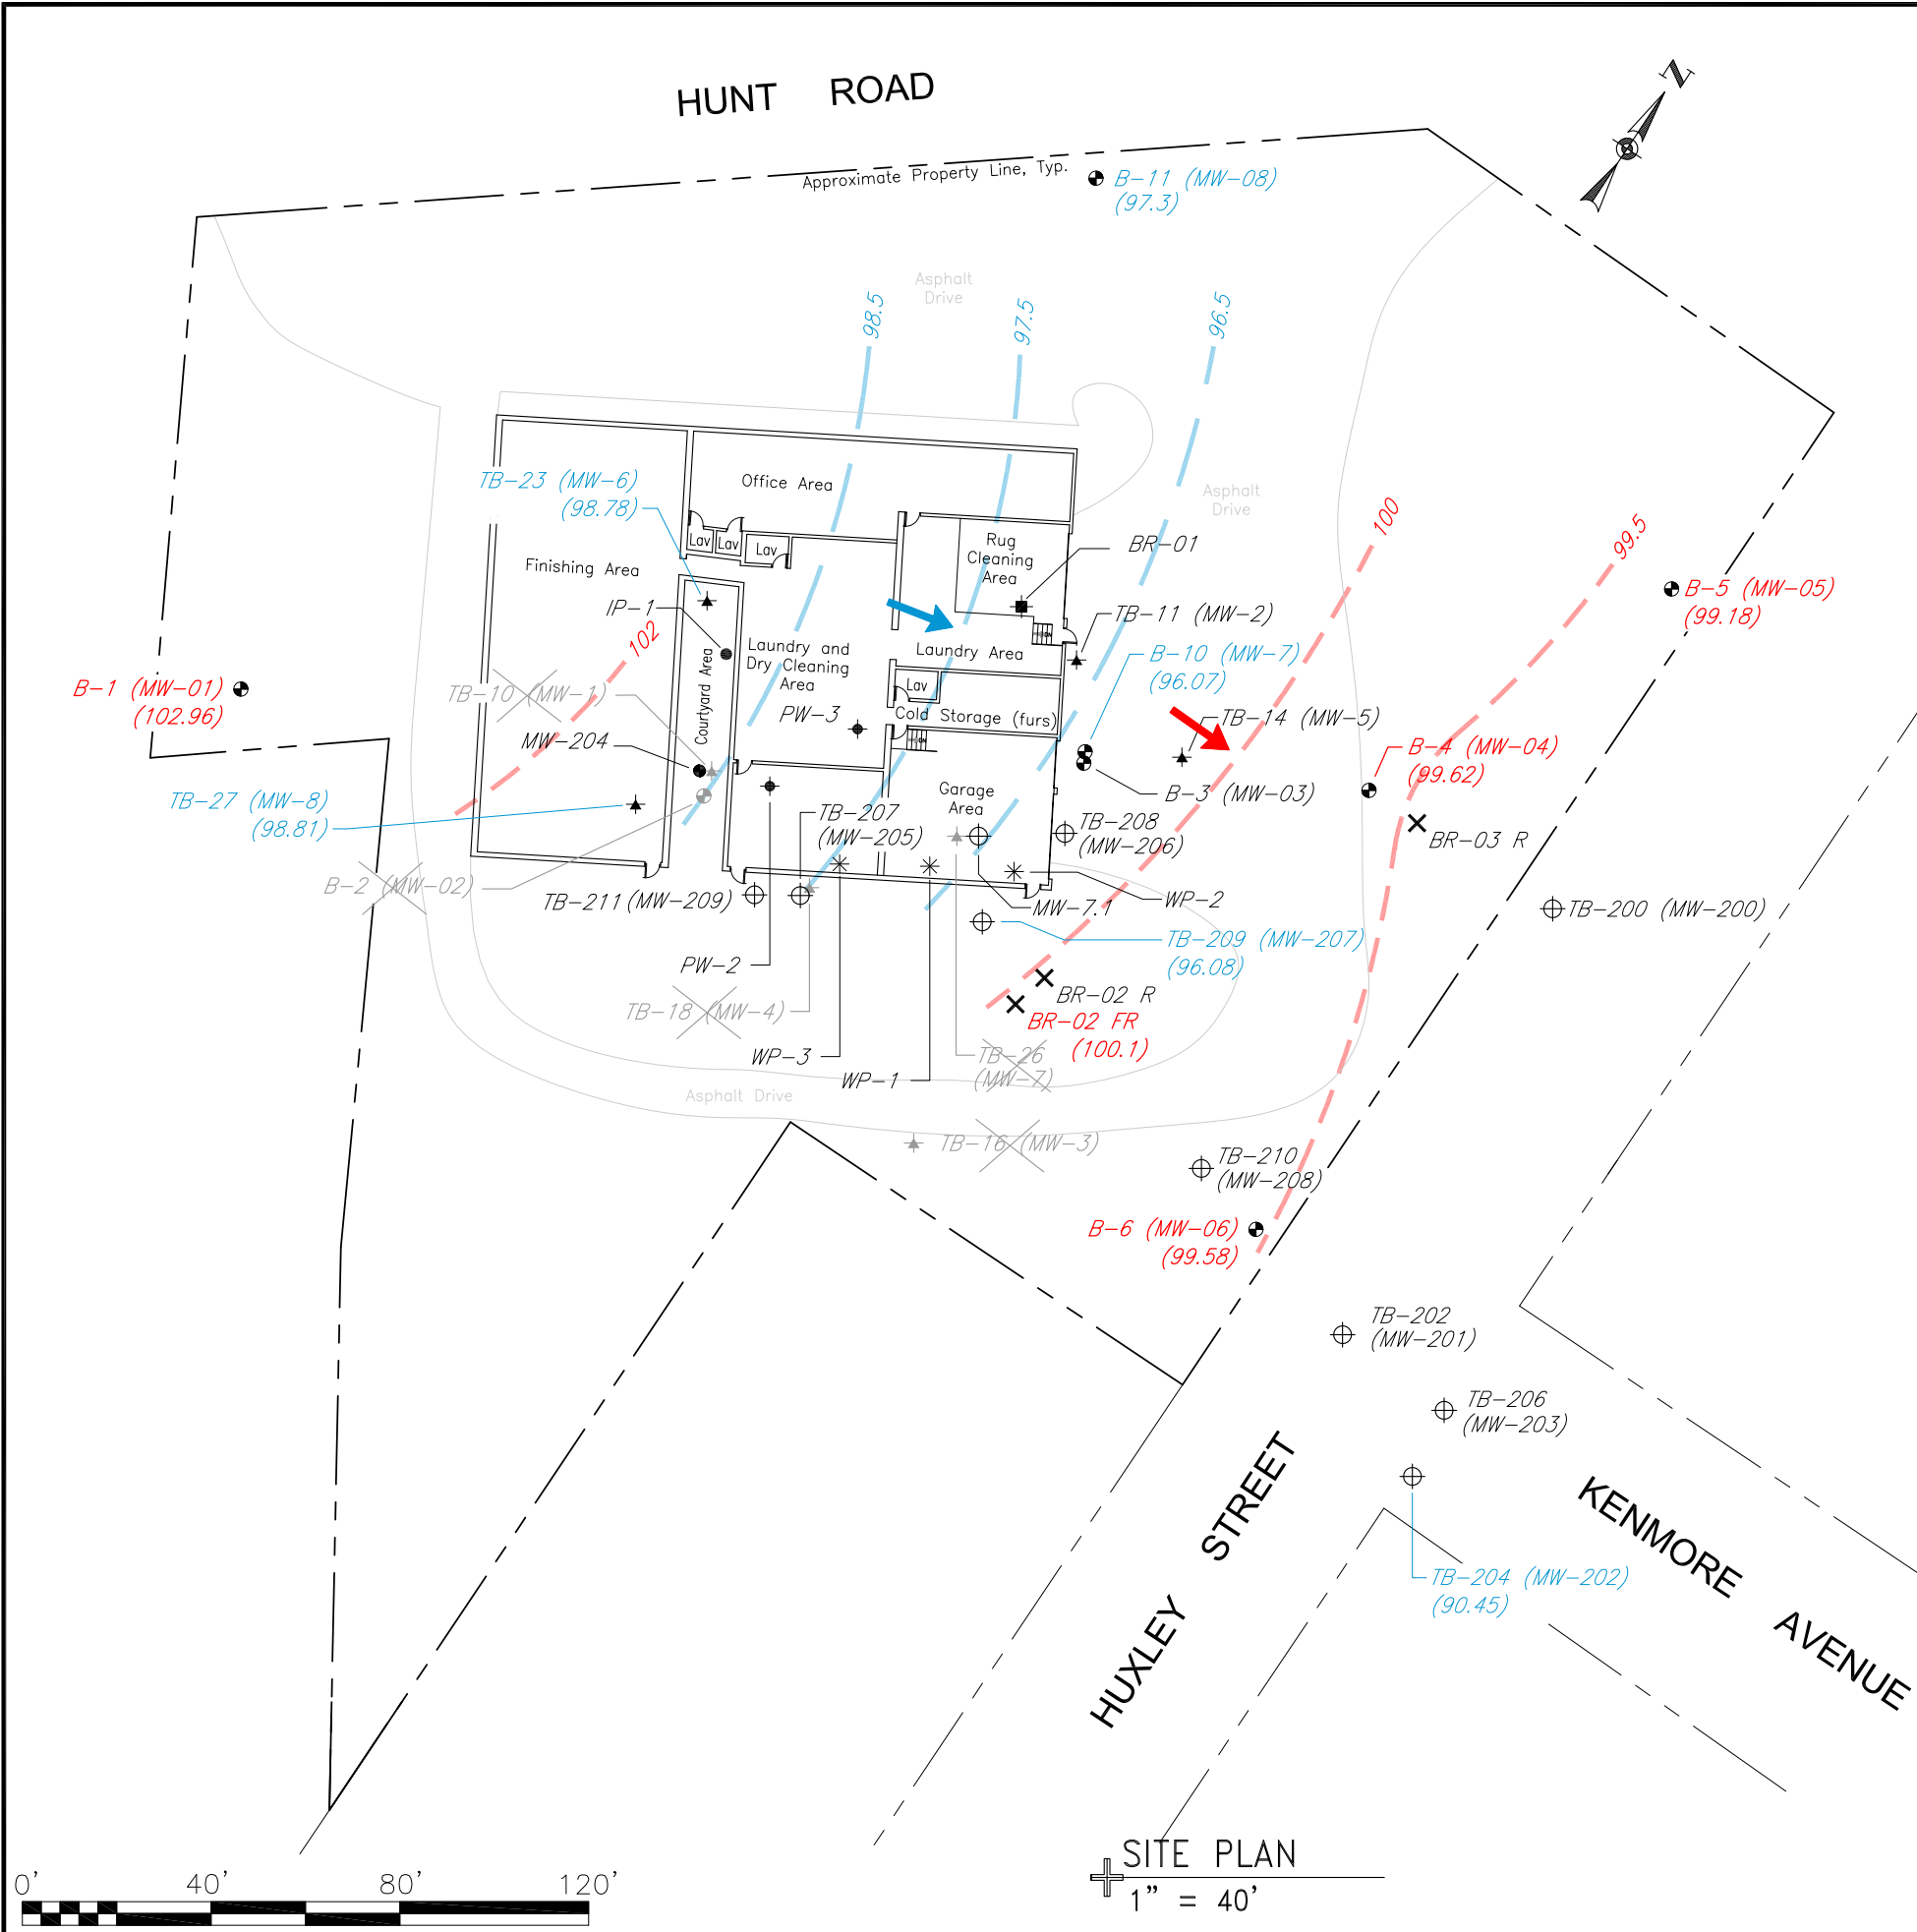 HUNT ROAD
N
Approximate Property Line, Typ.
B-11 (MW-08)
(97.3)
Asphalt
Drive
98.5
97.5
96.5
TB-23 (MW-6)
(98.78)
Office Area
Asphalt
Drive
100
99.5
Lav
Lav
Lav
Rug
Cleaning
Area
BR-01
Finishing Area
IP-1
102
TB-11 (MW-2)
B-5 (MW-05)
(99.18)
Laundry and
Dry Cleaning
Area
Laundry Area
B-10 (MW-7)
(96.07)
B-1 (MW-01)
(102.96)
TB-10 (MW-1)
Courtyard Area
Lav
Cold Storage (furs)
PW-3
TB-14 (MW-5)
MW-204
B-4 (MW-04)
(99.62)
TB-27 (MW-8)
(98.81)
Garage
Area
B-3 (MW-03)
TB-207
(MW-205)
TB-208
(MW-206)
BR-03 R
B-2 (MW-02)
TB-211 (MW-209)
MW-7.1
WP-2
TB-200 (MW-200)
TB-209 (MW-207)
(96.08)
PW-2
BR-02 R
TB-18 (MW-4)
BR-02 FR
(100.1)
WP-3
TB-26
(MW-7)
WP-1
Asphalt Drive
TB-16 (MW-3)
TB-210
(MW-208)
B-6 (MW-06)
(99.58)
TB-202
(MW-201)
TB-206
(MW-203)
HUXLEY STREET
KENMORE AVENUE
TB-204 (MW-202)
(90.45)
SITE PLAN
1" = 40'
0' 40' 80' 120'